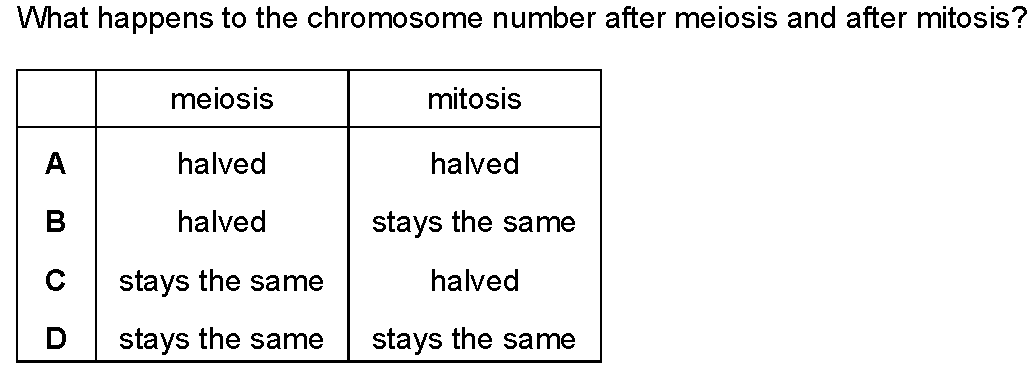 What happens to the chromosome number after meiosis and after mitosis?
meiosis mitosis
A halved halved
B halved stays the same
C stays the same halved
D stays the same stays the same